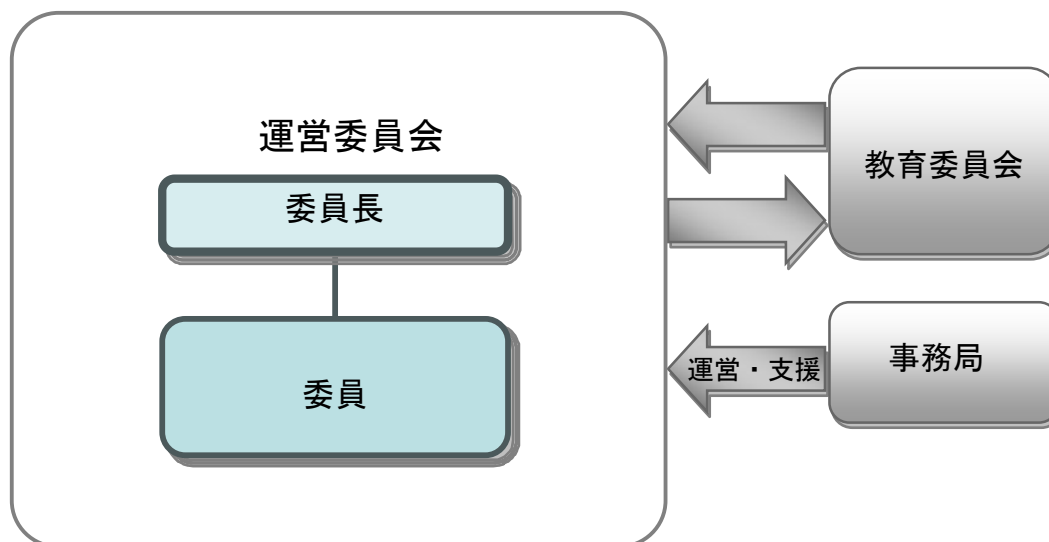 運営委員会
委員長
委員
教育委員会
運営・支援
事務局